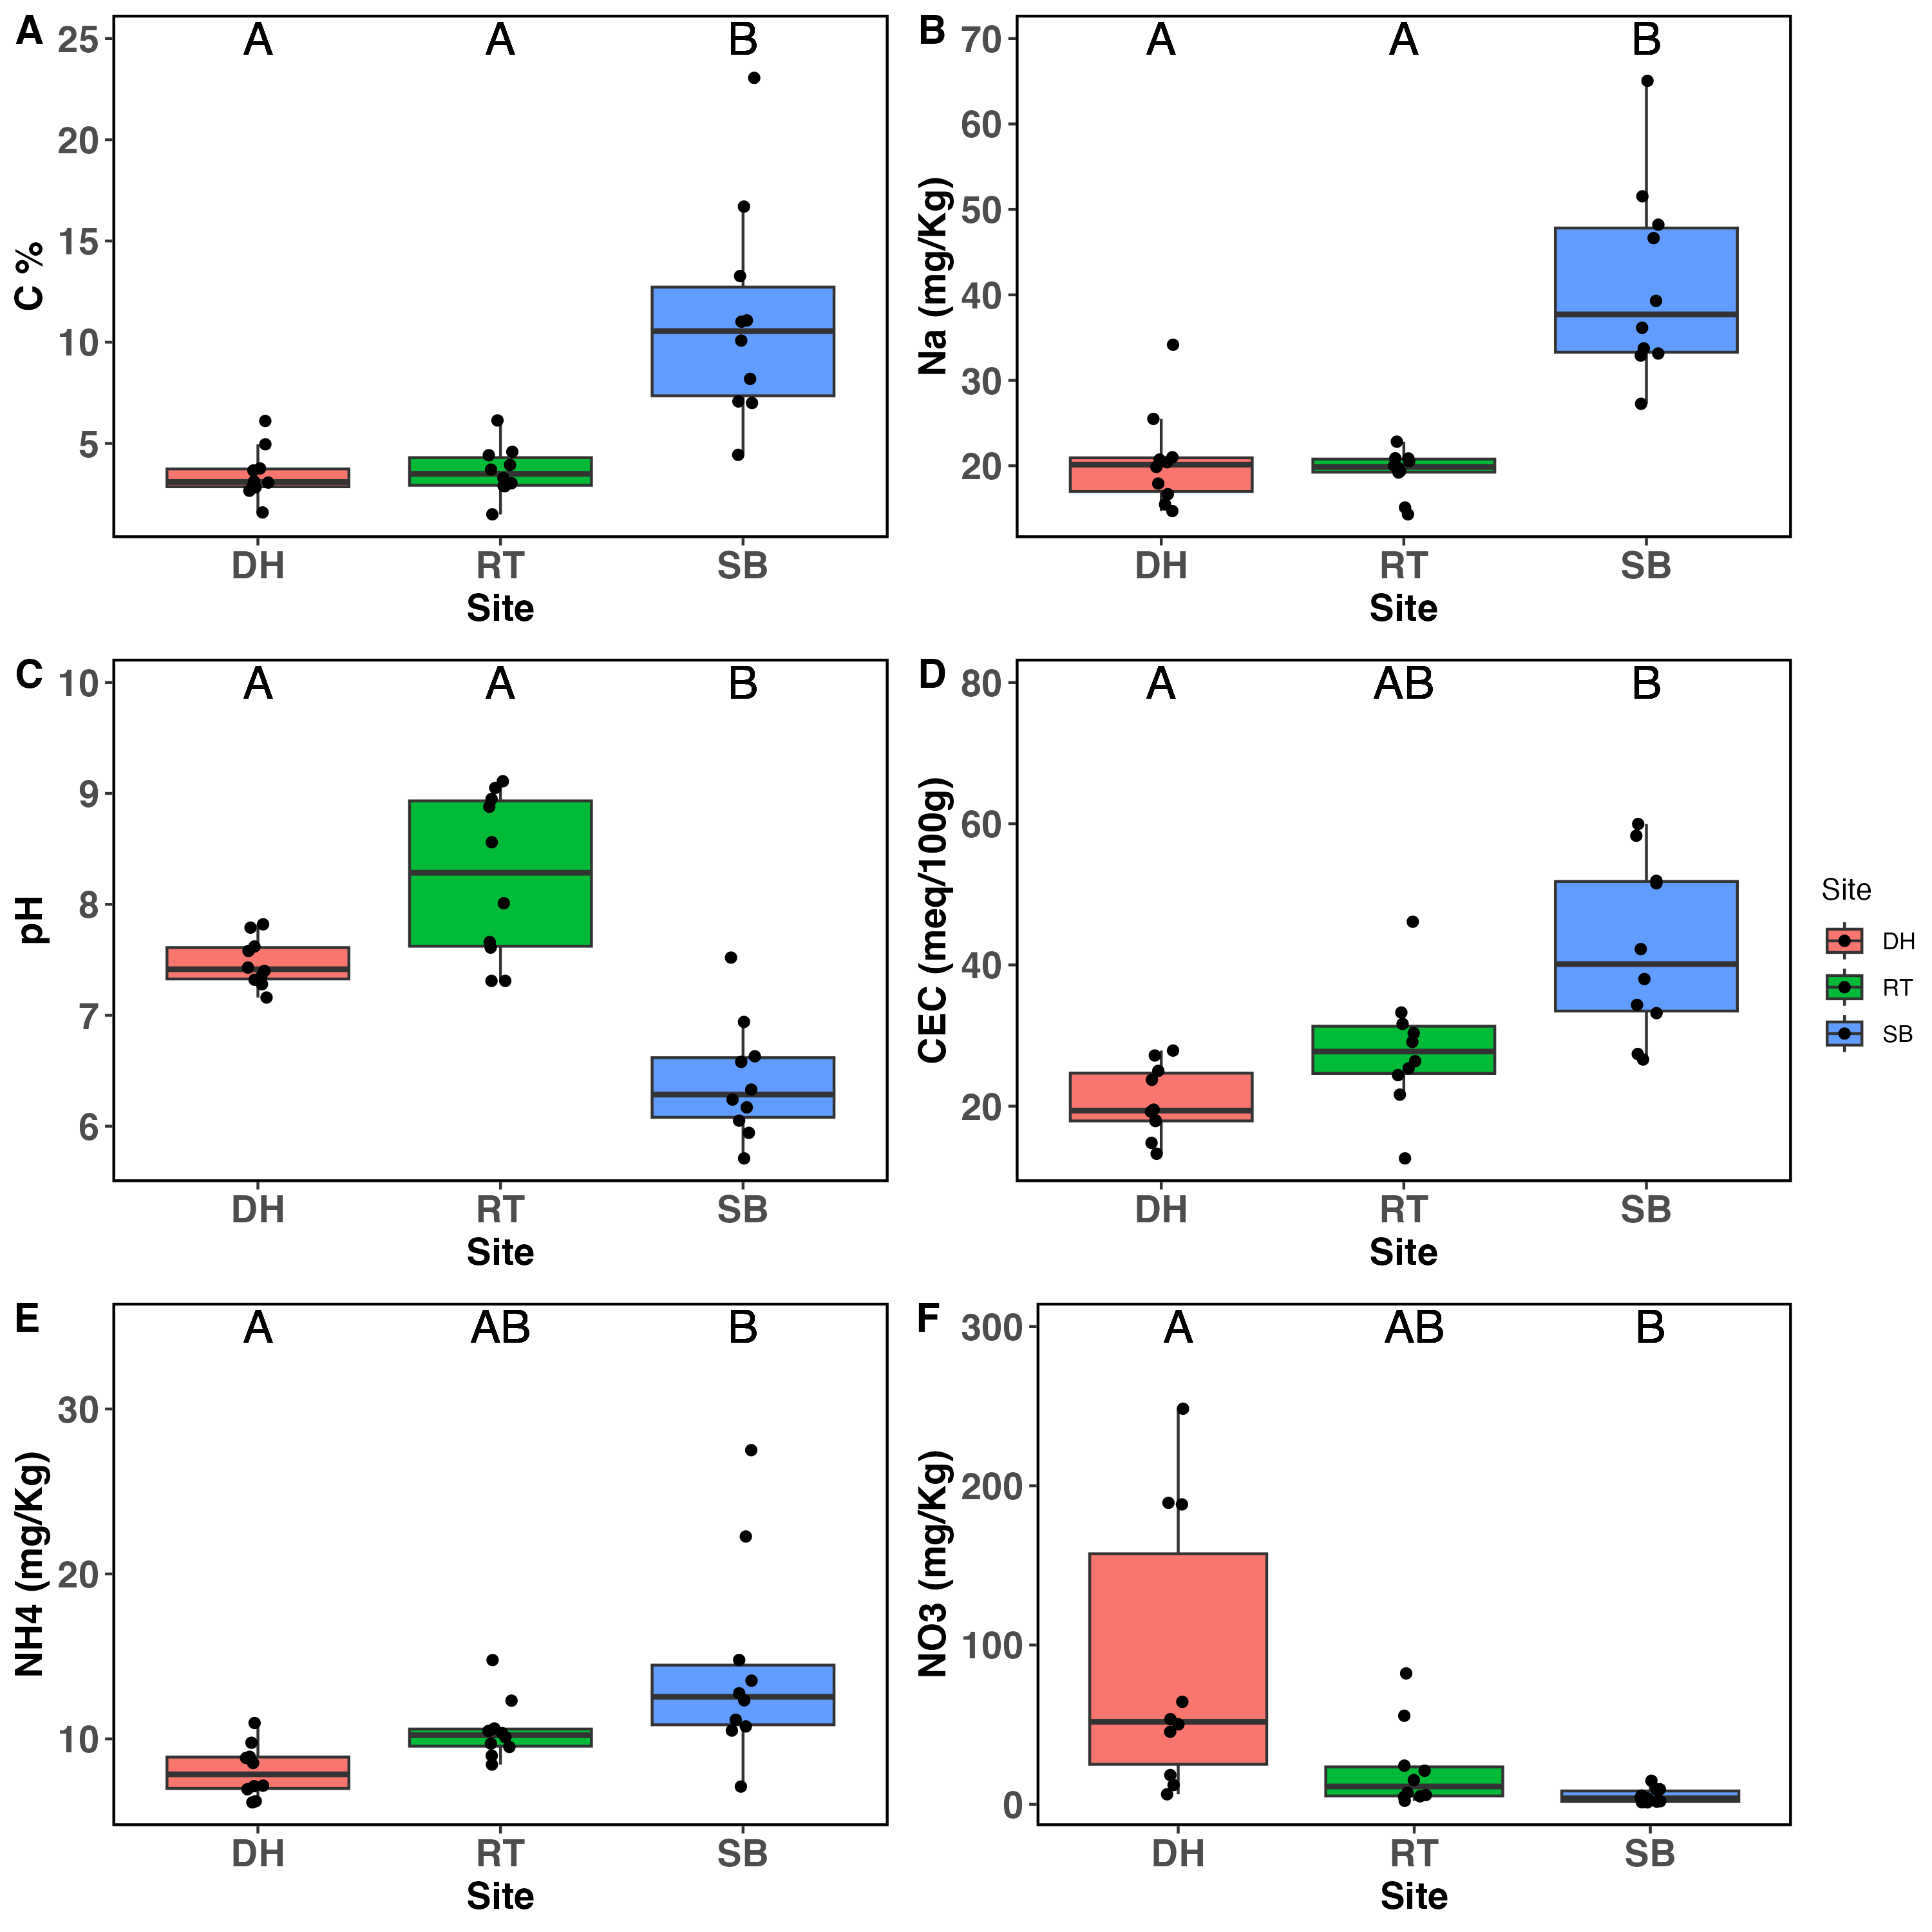 A
25
20
15
10
5
C %
A
A
B
DH
RT
SB
Site
B
70
60
50
40
30
20
Na (mg/Kg)
A
A
B
DH
RT
SB
Site
C
10
9
8
7
6
pH
A
A
B
DH
RT
SB
Site
D
80
60
40
20
CEC (meq/100g)
A
AB
B
DH
RT
SB
Site
Site
DH
RT
SB
E
30
20
10
NH4 (mg/Kg)
A
AB
B
DH
RT
SB
Site
F
300
200
100
0
NO3 (mg/Kg)
A
AB
B
DH
RT
SB
Site